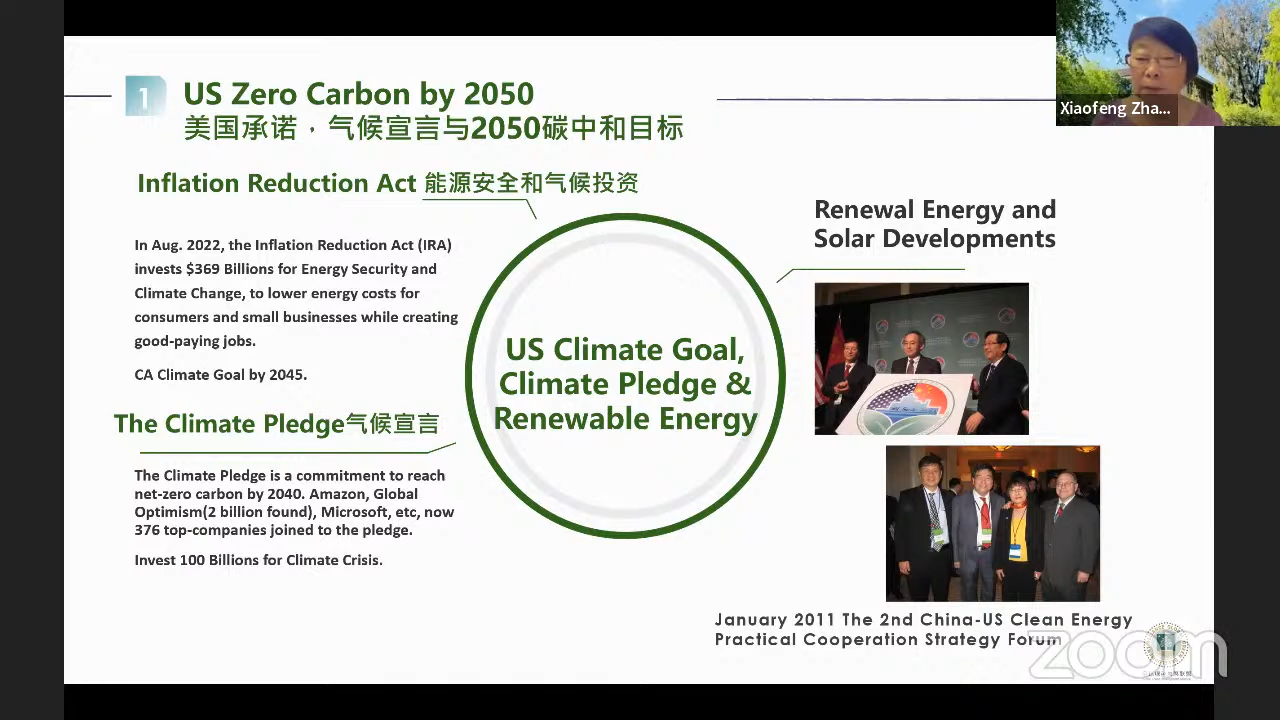 1
US Zero Carbon by 2050
美国承诺，气候宣言与2050碳中和目标
Xiaofeng Zha...
Inflation Reduction Act 能源安全和气候投资
In Aug. 2022, the Inflation Reduction Act (IRA)
invests $369 Billions for Energy Security and
Climate Change, to lower energy costs for
consumers and small businesses while creating
good-paying jobs.
CA Climate Goal by 2045.
The Climate Pledge气候宣言
The Climate Pledge is a commitment to reach
net-zero carbon by 2040. Amazon, Global
Optimism(2 billion found), Microsoft, etc, now
376 top-companies joined to the pledge.
Invest 100 Billions for Climate Crisis.
US Climate Goal,
Climate Pledge &
Renewable Energy
Renewal Energy and
Solar Developments
January 2011 The 2nd China-US Clean Energy
Practical Cooperation Strategy Forum
zoom